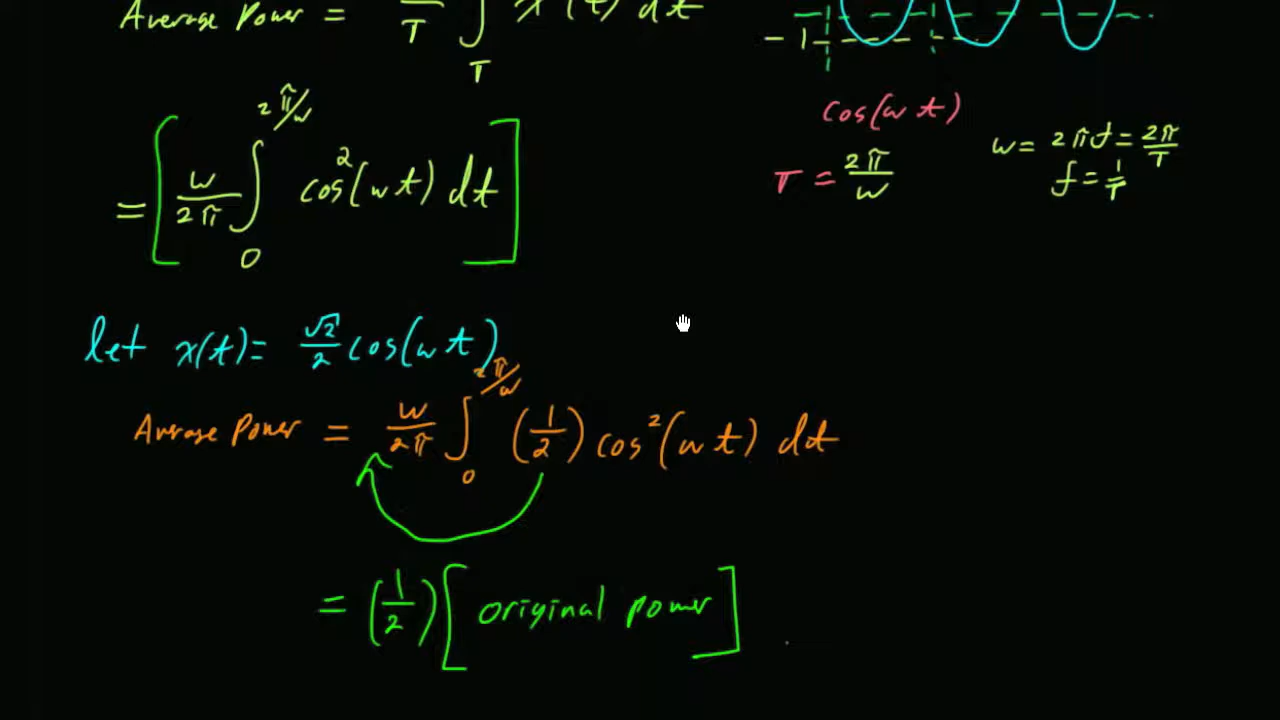 Average Power = 1/T ∫_T x²(t) dt
-1
cos(ωt)
T = 2π/ω
ω = 2πf = 2π/T
f = 1/T
= [ω/2π ∫_0^{2π/ω} cos²(ωt) dt]
let x(t) = √2/2 cos(ωt)
Average Power = ω/2π ∫_0^{2π/ω} (1/2) cos²(ωt) dt
= (1/2) [original power]